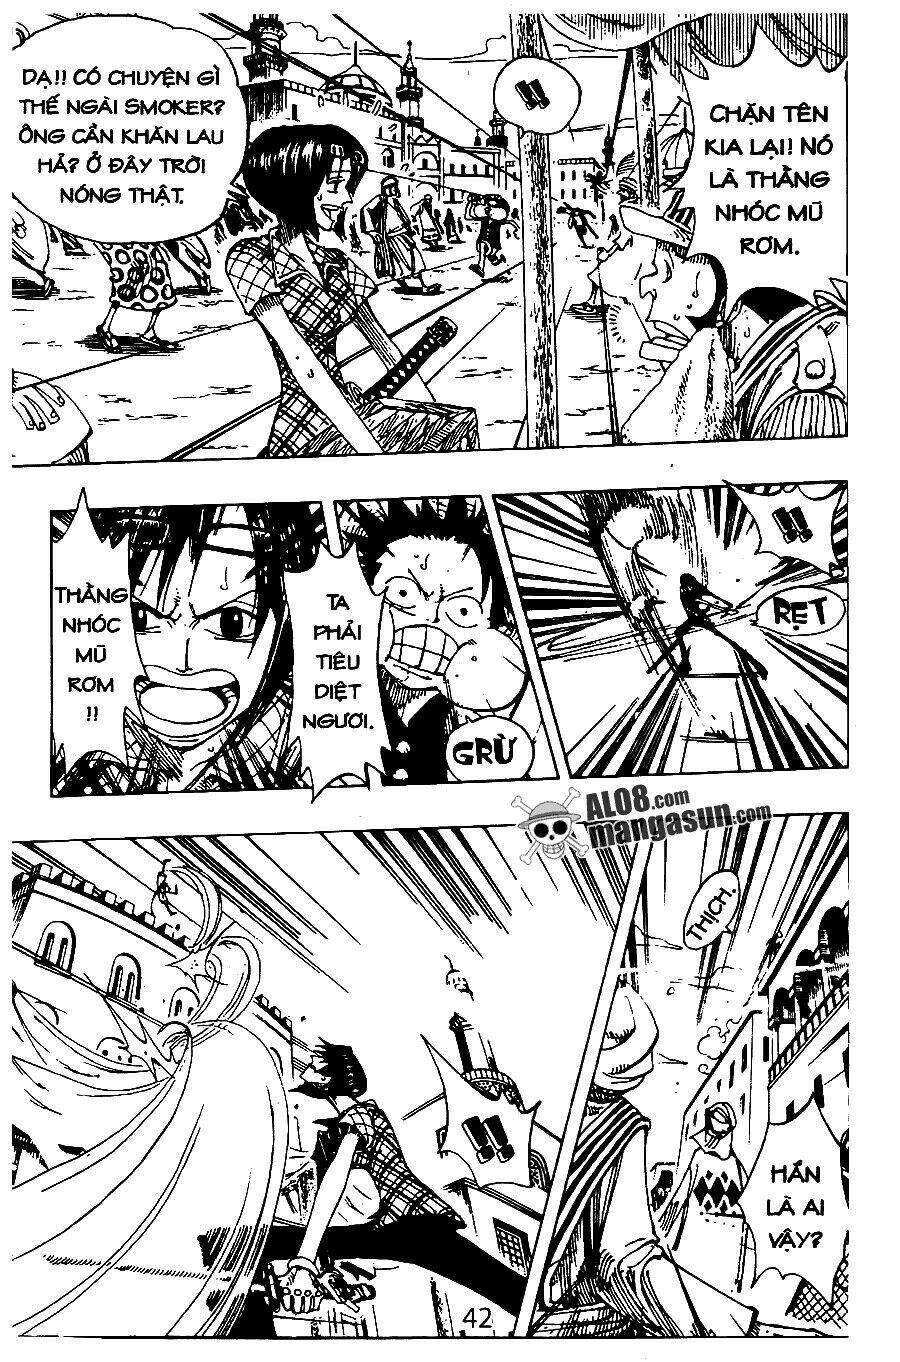 DẠ!! CÓ CHUYỆN GÌ
THẾ NGÀI SMOKER?
ÔNG CẦN KHĂN LAU
HẢ? Ở ĐÂY TRỜI
NÓNG THẬT.
!!
CHẶN TÊN
KIA LẠI! NÓ
LÀ THẰNG
NHÓC MŨ
RƠM.
THẰNG
NHÓC
MŨ
RƠM
!!
TA
PHẢI
TIÊU
DIỆT
NGƯƠI.
GRỪ
!!
RẸT
AL08.com
mangasun.com
THỊCH.
!!
HẮN
LÀ AI
VẬY?
42